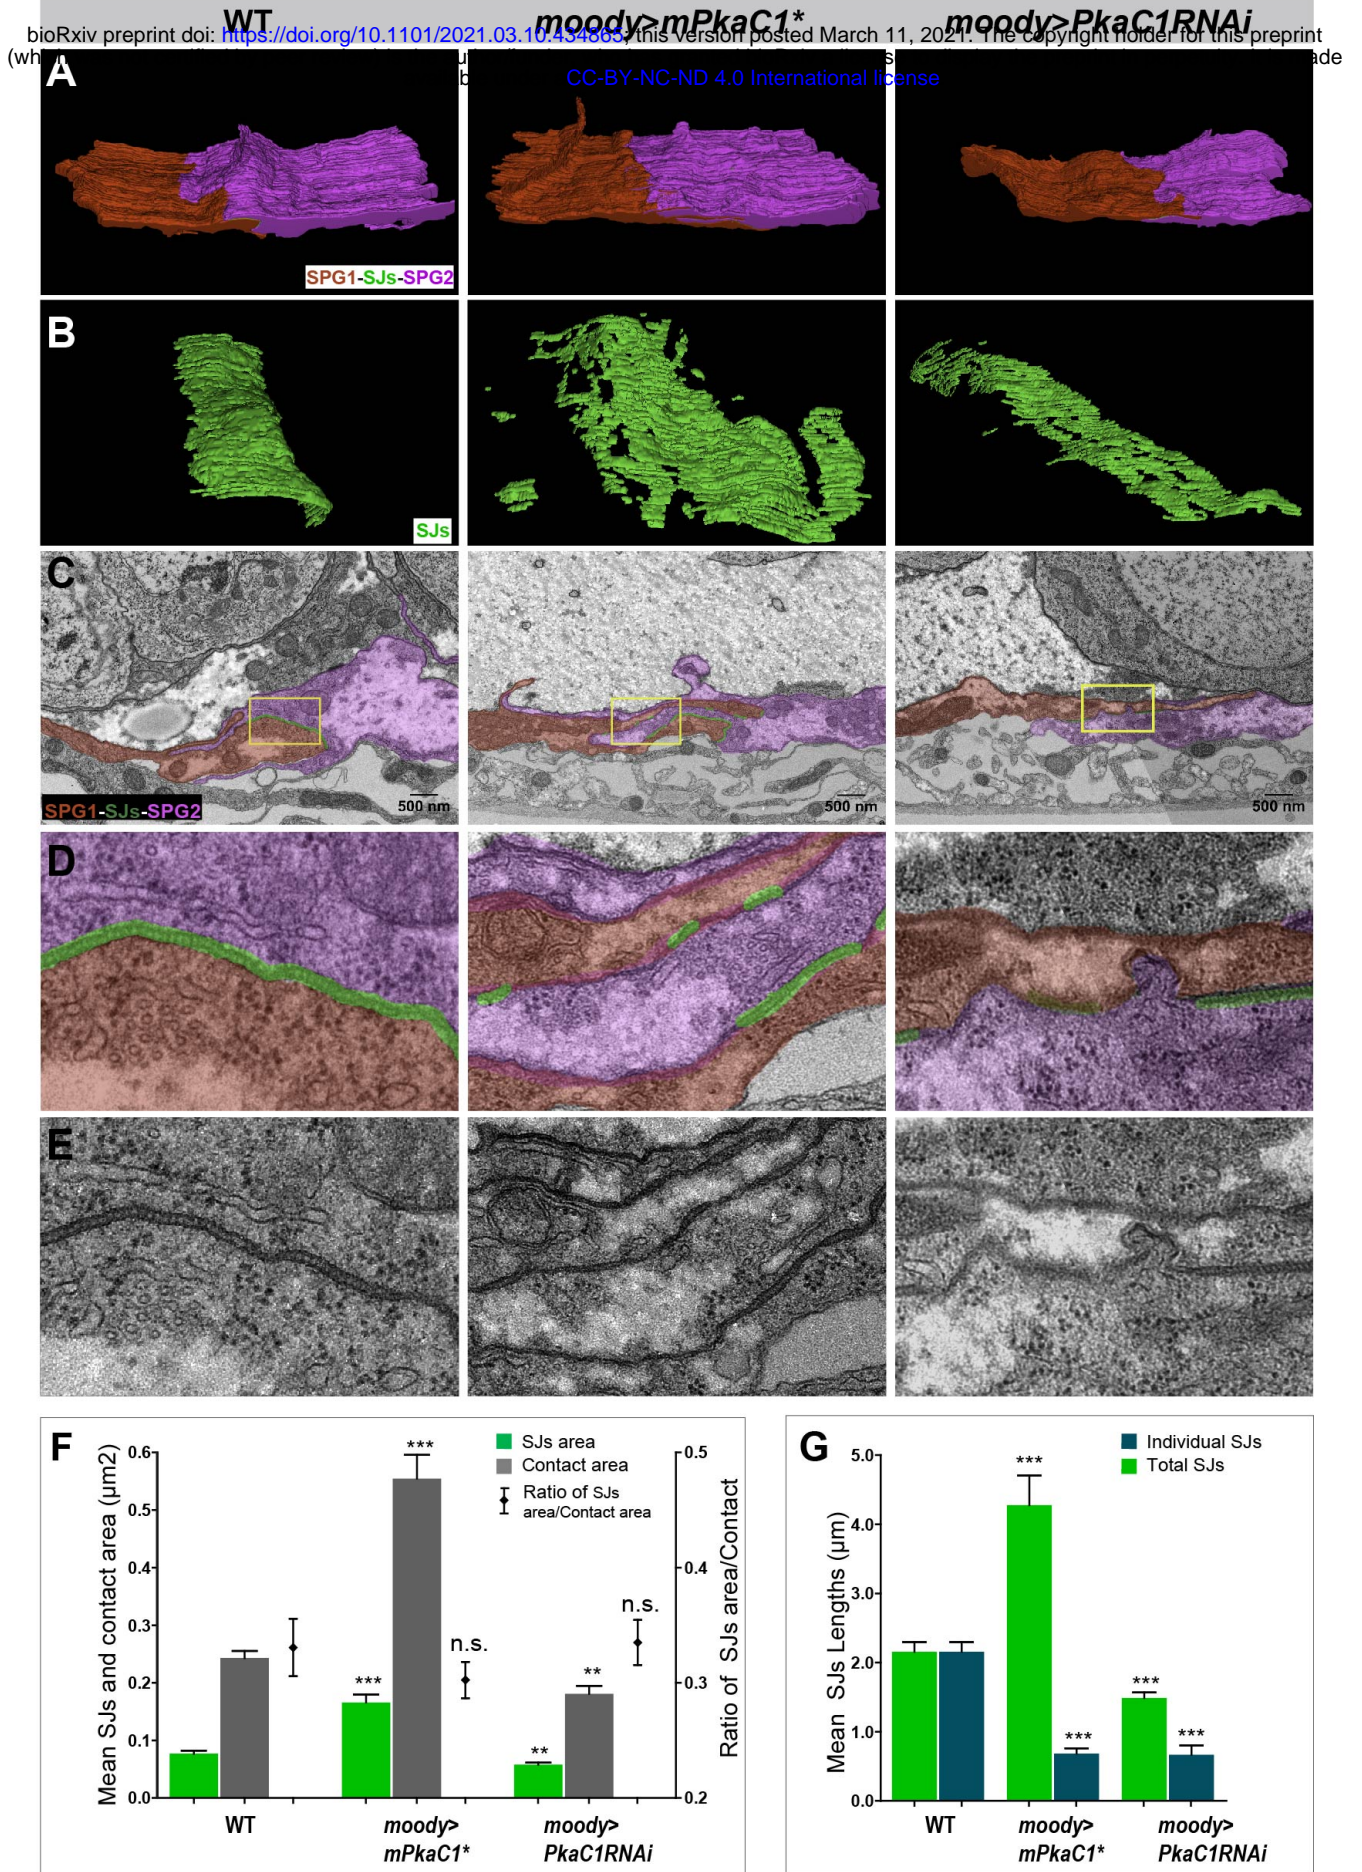 WT moody>mPkaC1* moody>PkaC1RNAi
bioRxiv preprint doi: https://doi.org/10.1101/2021.03.10.434865; this version posted March 11, 2021. The copyright holder for this preprint
CC-BY-NC-ND 4.0 International license
A
SPG1-SJs-SPG2
B
SJs
C
SPG1-SJs-SPG2
500 nm
500 nm
500 nm
D
E
F
Mean SJs and contact area (µm2)
0.6
0.5
0.4
0.3
0.2
0.1
0.0
***
***
n.s.
**
**
n.s.
SJs area
Contact area
Ratio of SJs
area/Contact area
0.5
0.4
0.3
0.2
Ratio of SJs area/Contact
WT
moody>
mPkaC1*
moody>
PkaC1RNAi
G
Mean SJs Lengths (µm)
5.0
4.0
3.0
2.0
1.0
0.0
***
***
***
***
Individual SJs
Total SJs
WT
moody>
mPkaC1*
moody>
PkaC1RNAi